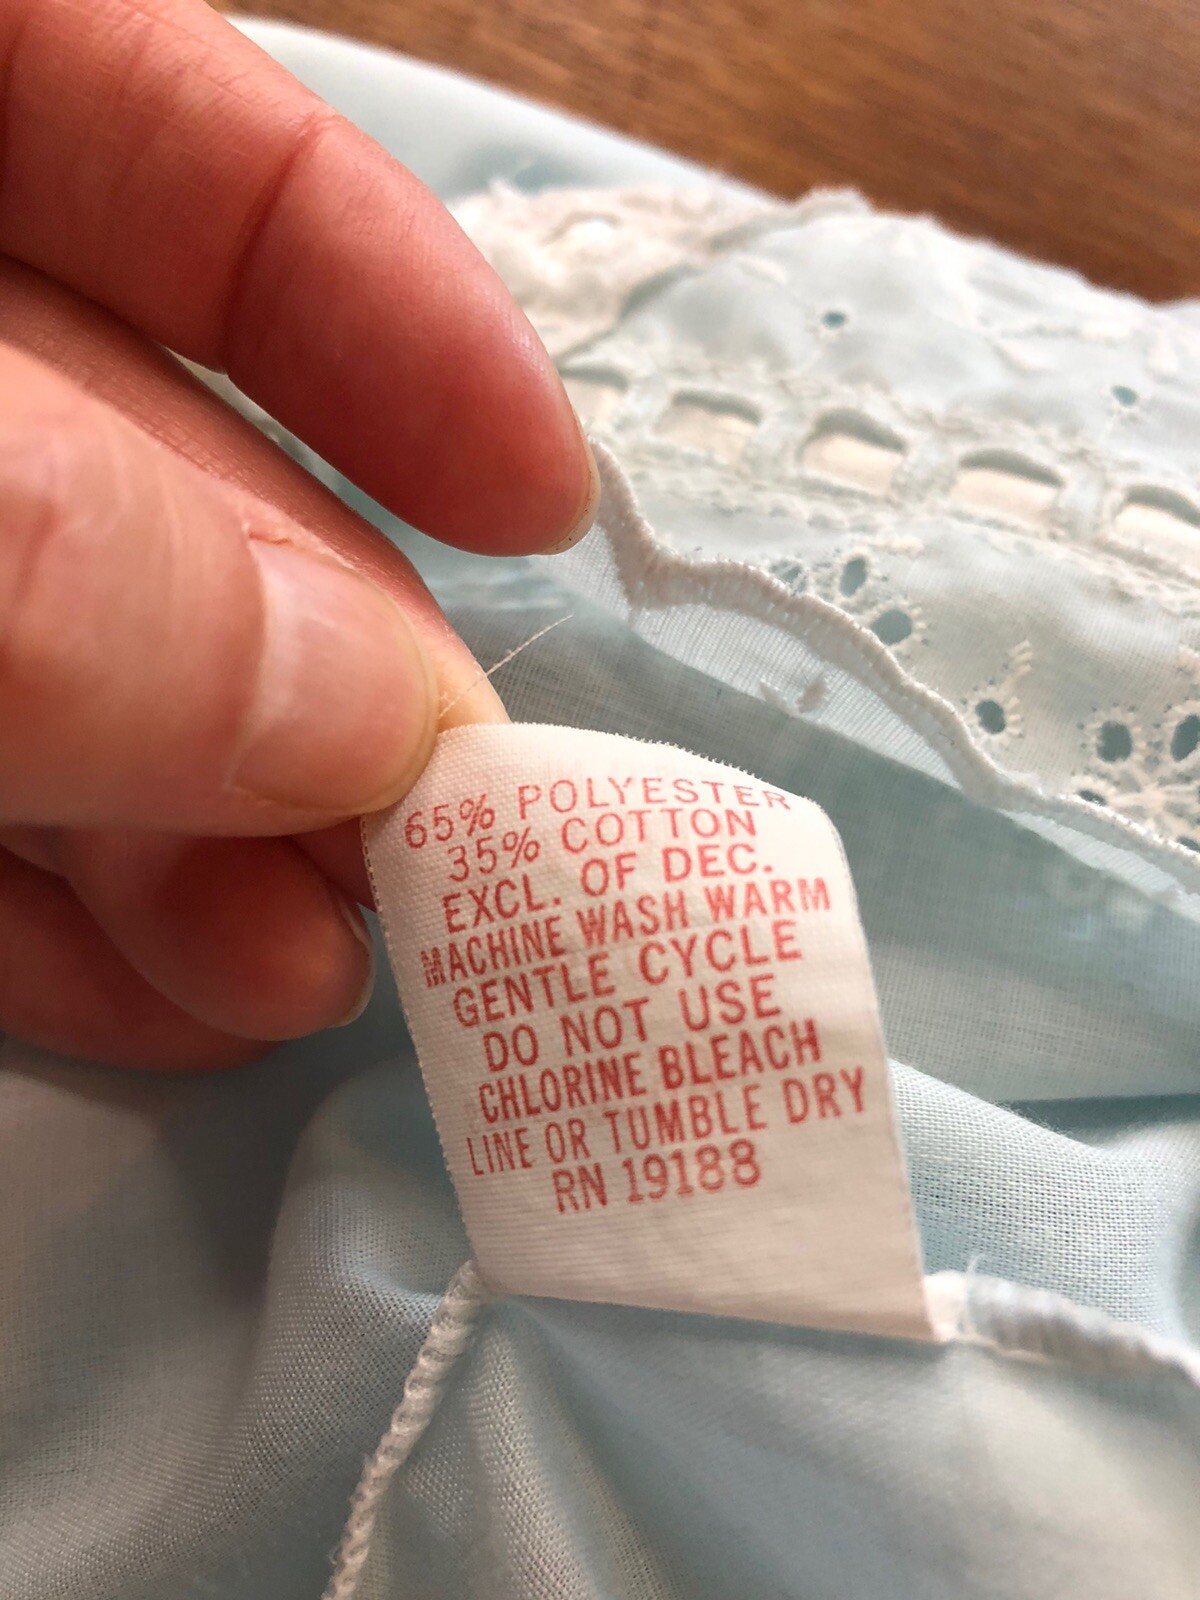 65% POLYESTER
35% COTTON
EXCL. OF DEC.
MACHINE WASH WARM
GENTLE CYCLE
DO NOT USE
CHLORINE BLEACH
LINE OR TUMBLE DRY
RN 19188